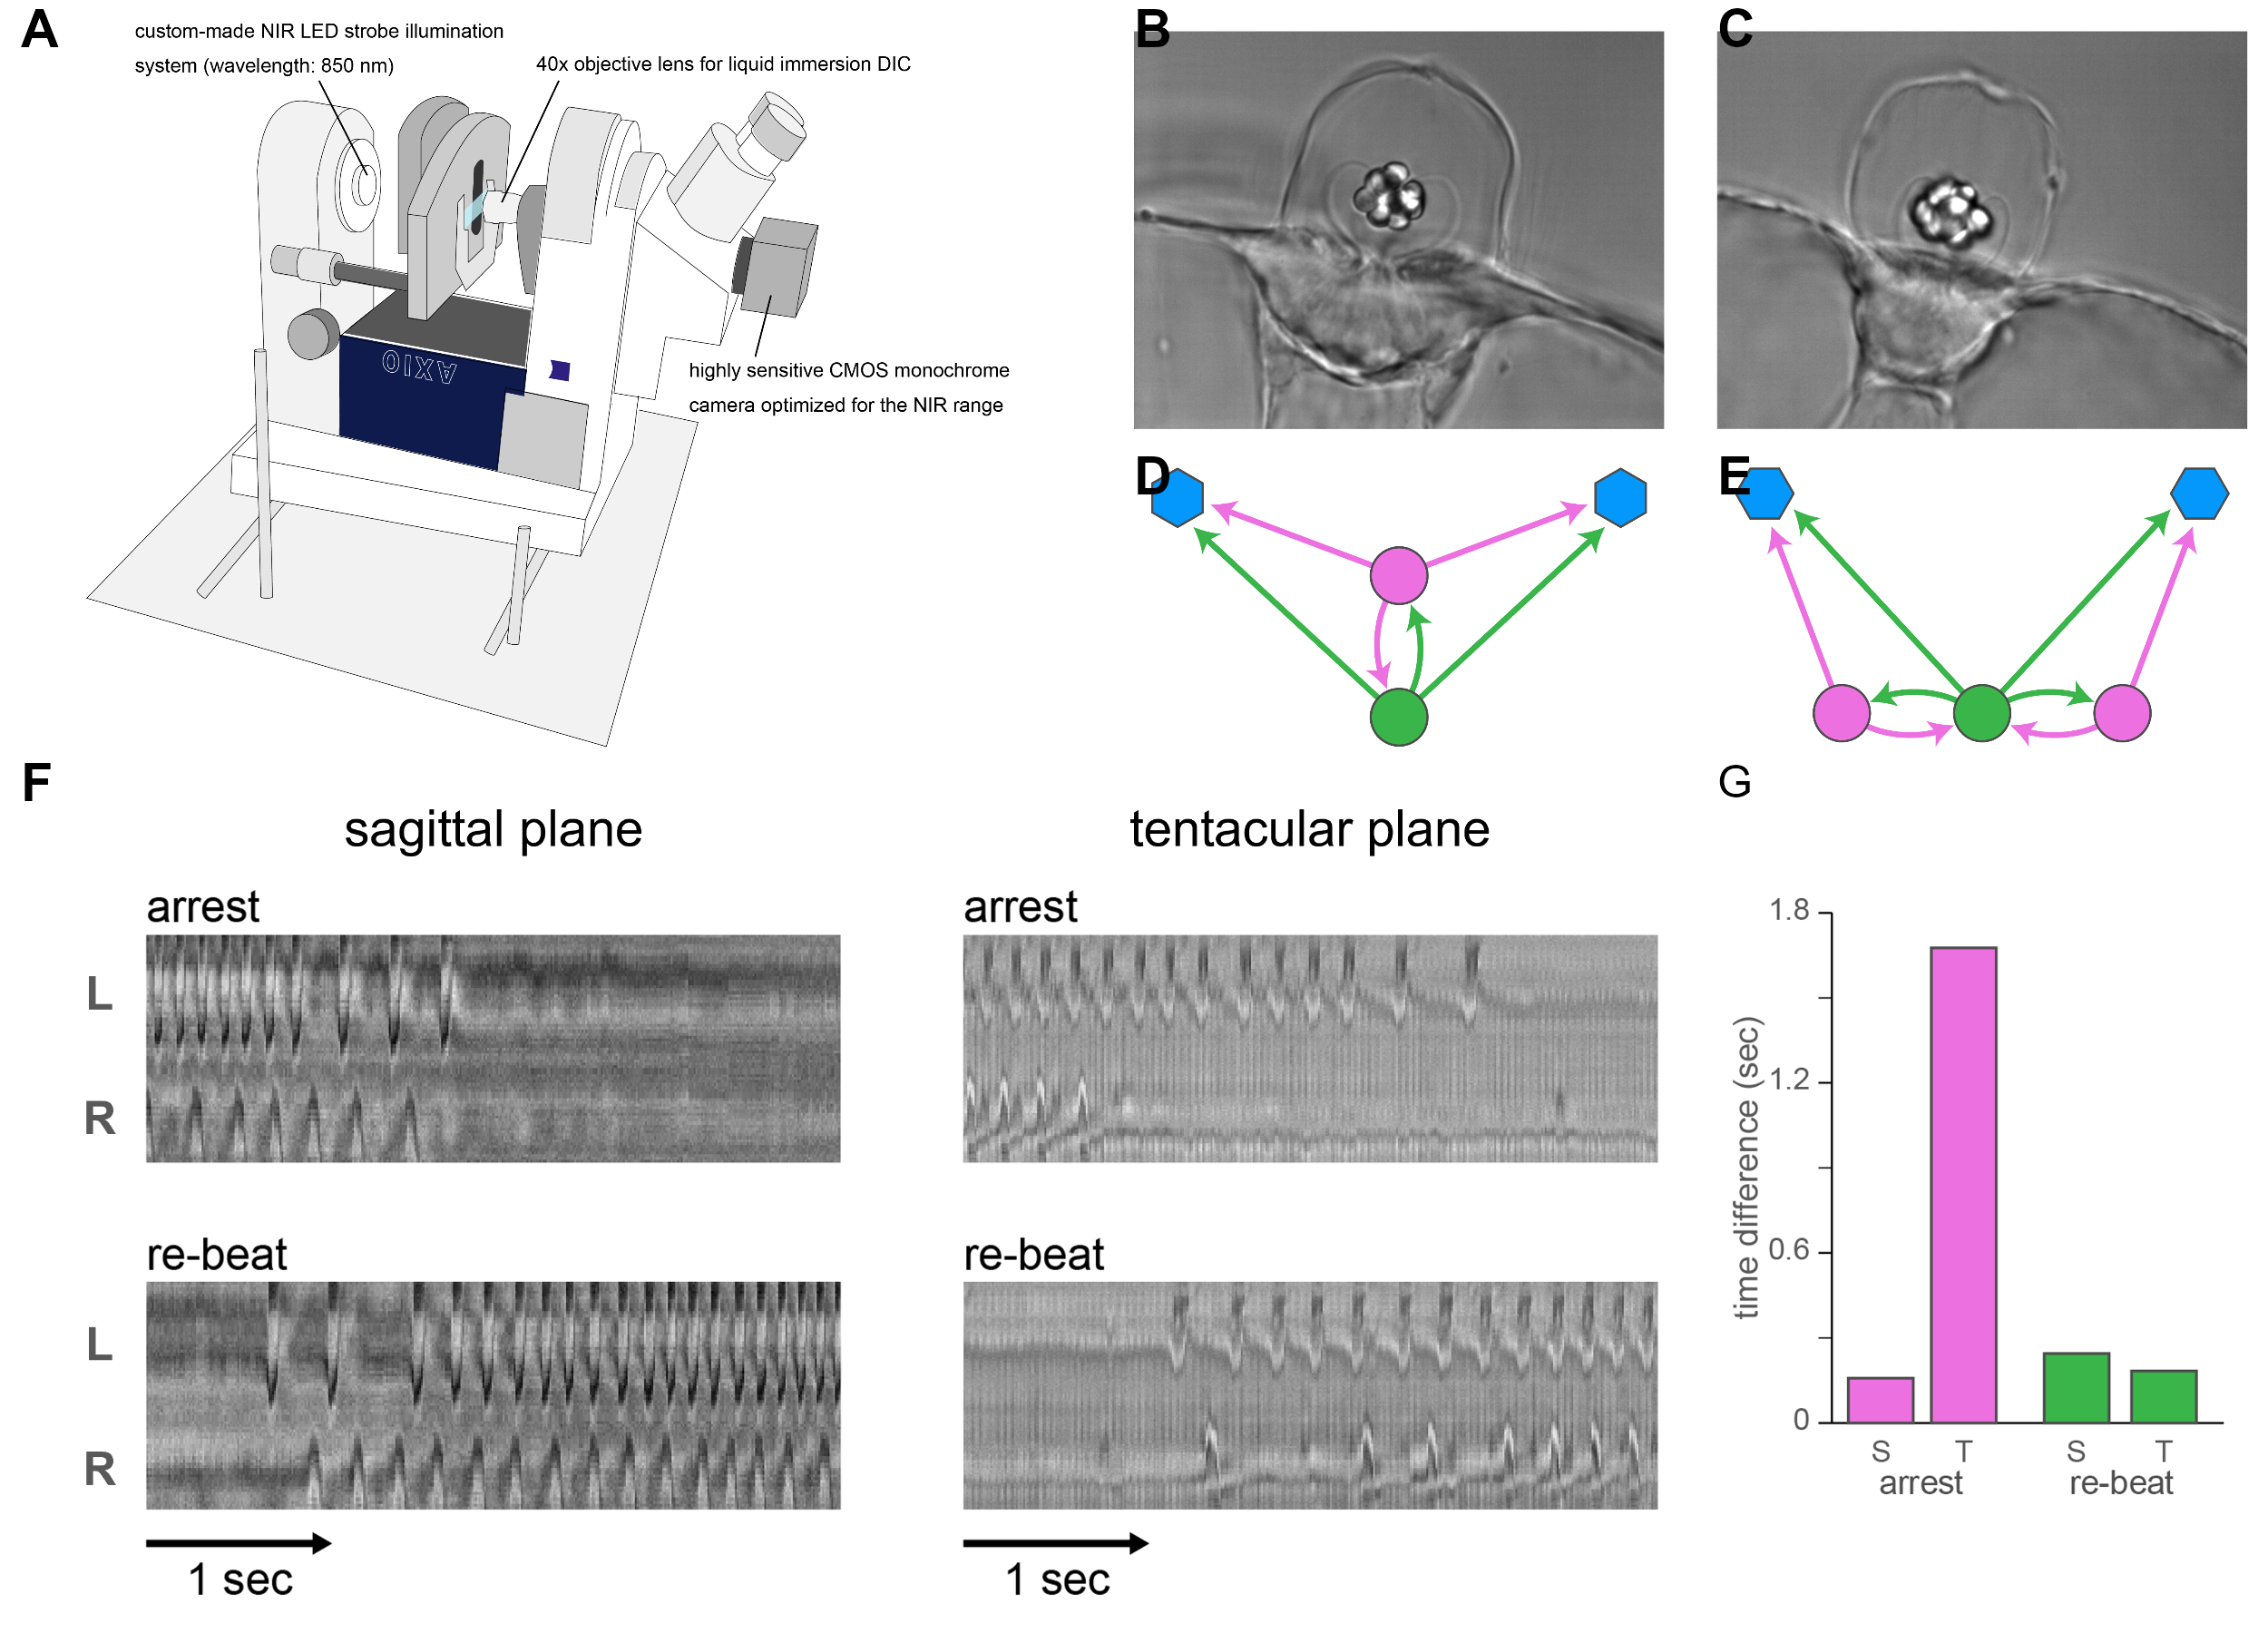 A
custom-made NIR LED strobe illumination
system (wavelength: 850 nm)
40x objective lens for liquid immersion DIC
AXIO
highly sensitive CMOS monochrome
camera optimized for the NIR range
B
C
D
E
F
sagittal plane
tentacular plane
arrest
arrest
L
R
re-beat
re-beat
L
R
1 sec
1 sec
G
time difference (sec)
1.8
1.2
0.6
0
S
T
S
T
arrest
re-beat